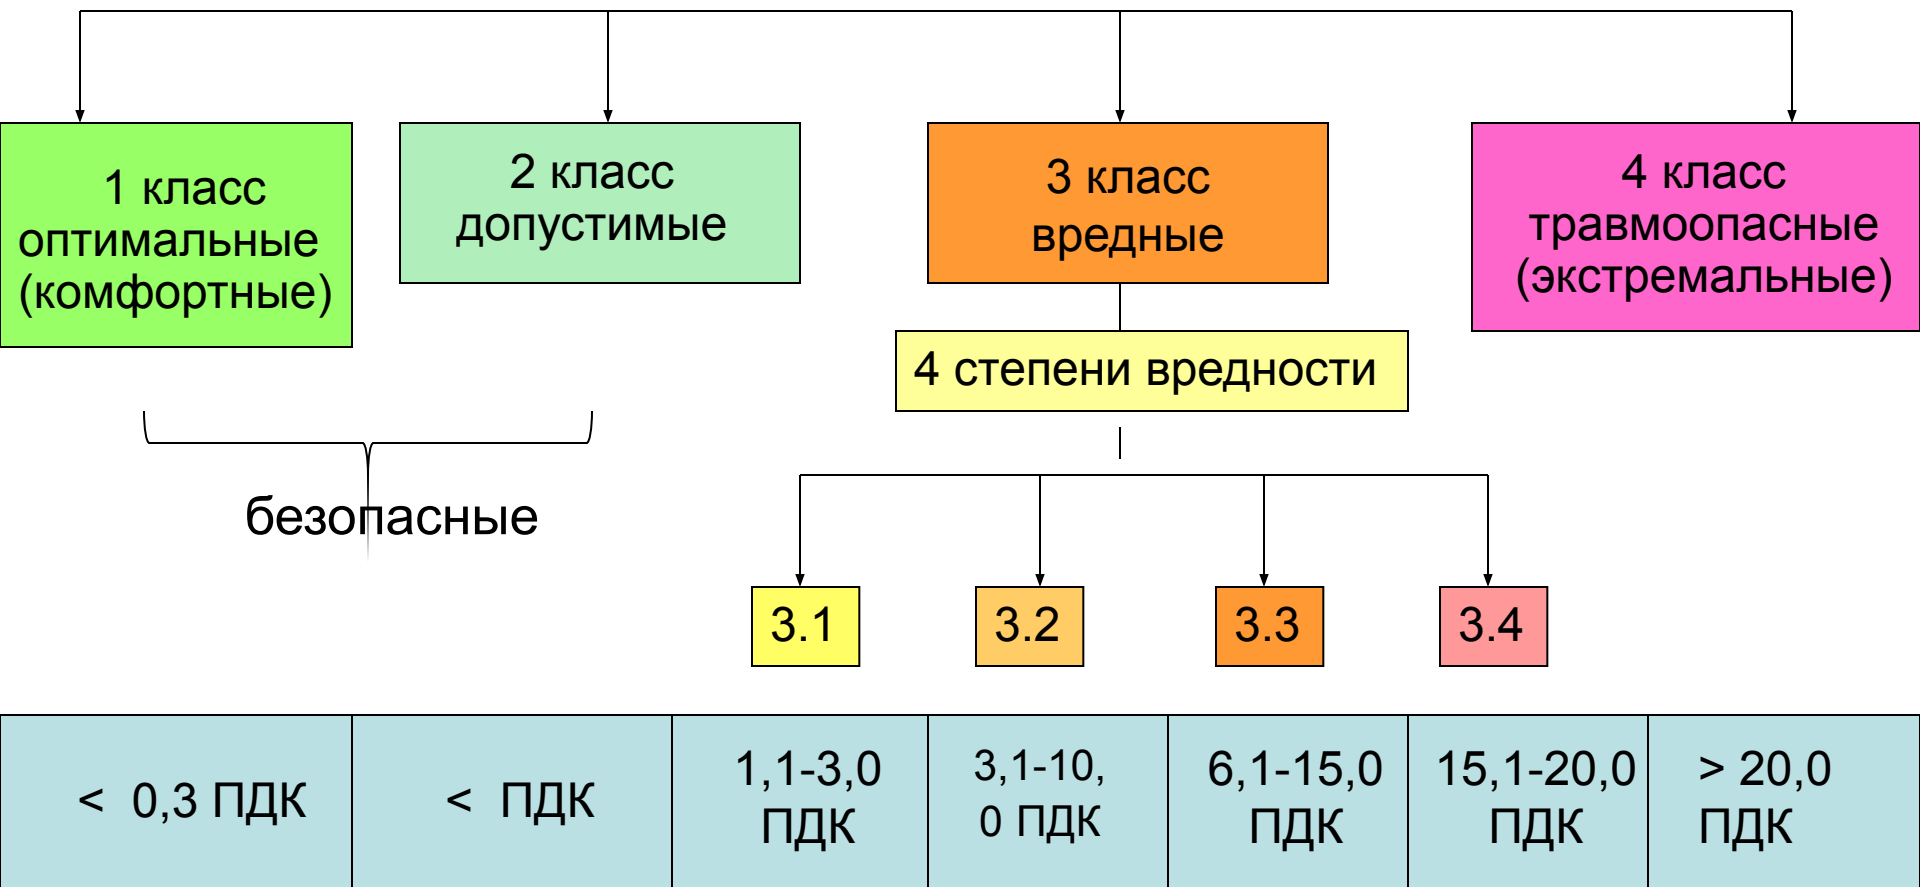 1 класс
оптимальные
(комфортные)
2 класс
допустимые
3 класс
вредные
4 класс
травмоопасные
(экстремальные)
4 степени вредности
безопасные
3.1
3.2
3.3
3.4
< 0,3 ПДК
< ПДК
1,1-3,0
ПДК
3,1-10,
0 ПДК
6,1-15,0
ПДК
15,1-20,0
ПДК
> 20,0
ПДК